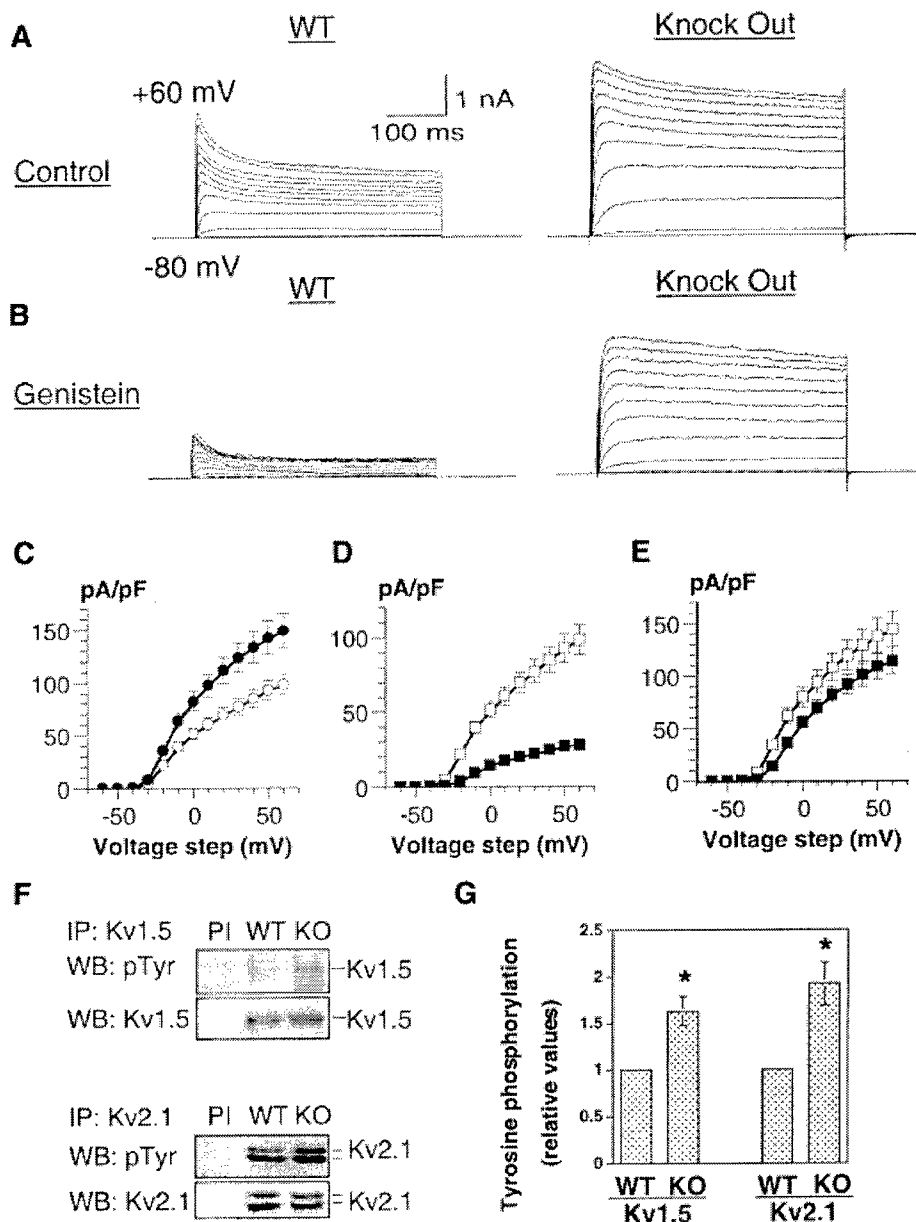 A
WT
Knock Out
+60 mV
1 nA
100 ms
Control
-80 mV
WT
Knock Out
B
Genistein
C
D
E
pA/pF
pA/pF
pA/pF
150
100
50
0
100
50
0
150
100
50
0
-50 0 50
-50 0 50
-50 0 50
Voltage step (mV)
Voltage step (mV)
Voltage step (mV)
F
IP: Kv1.5 PI WT KO
WB: pTyr Kv1.5
WB: Kv1.5 Kv1.5
IP: Kv2.1 PI WT KO
WB: pTyr Kv2.1
WB: Kv2.1 Kv2.1
G
Tyrosine phosphorylation
(relative values)
2.5
2
1.5
1
0.5
0
*
*
WT KO WT KO
Kv1.5 Kv2.1